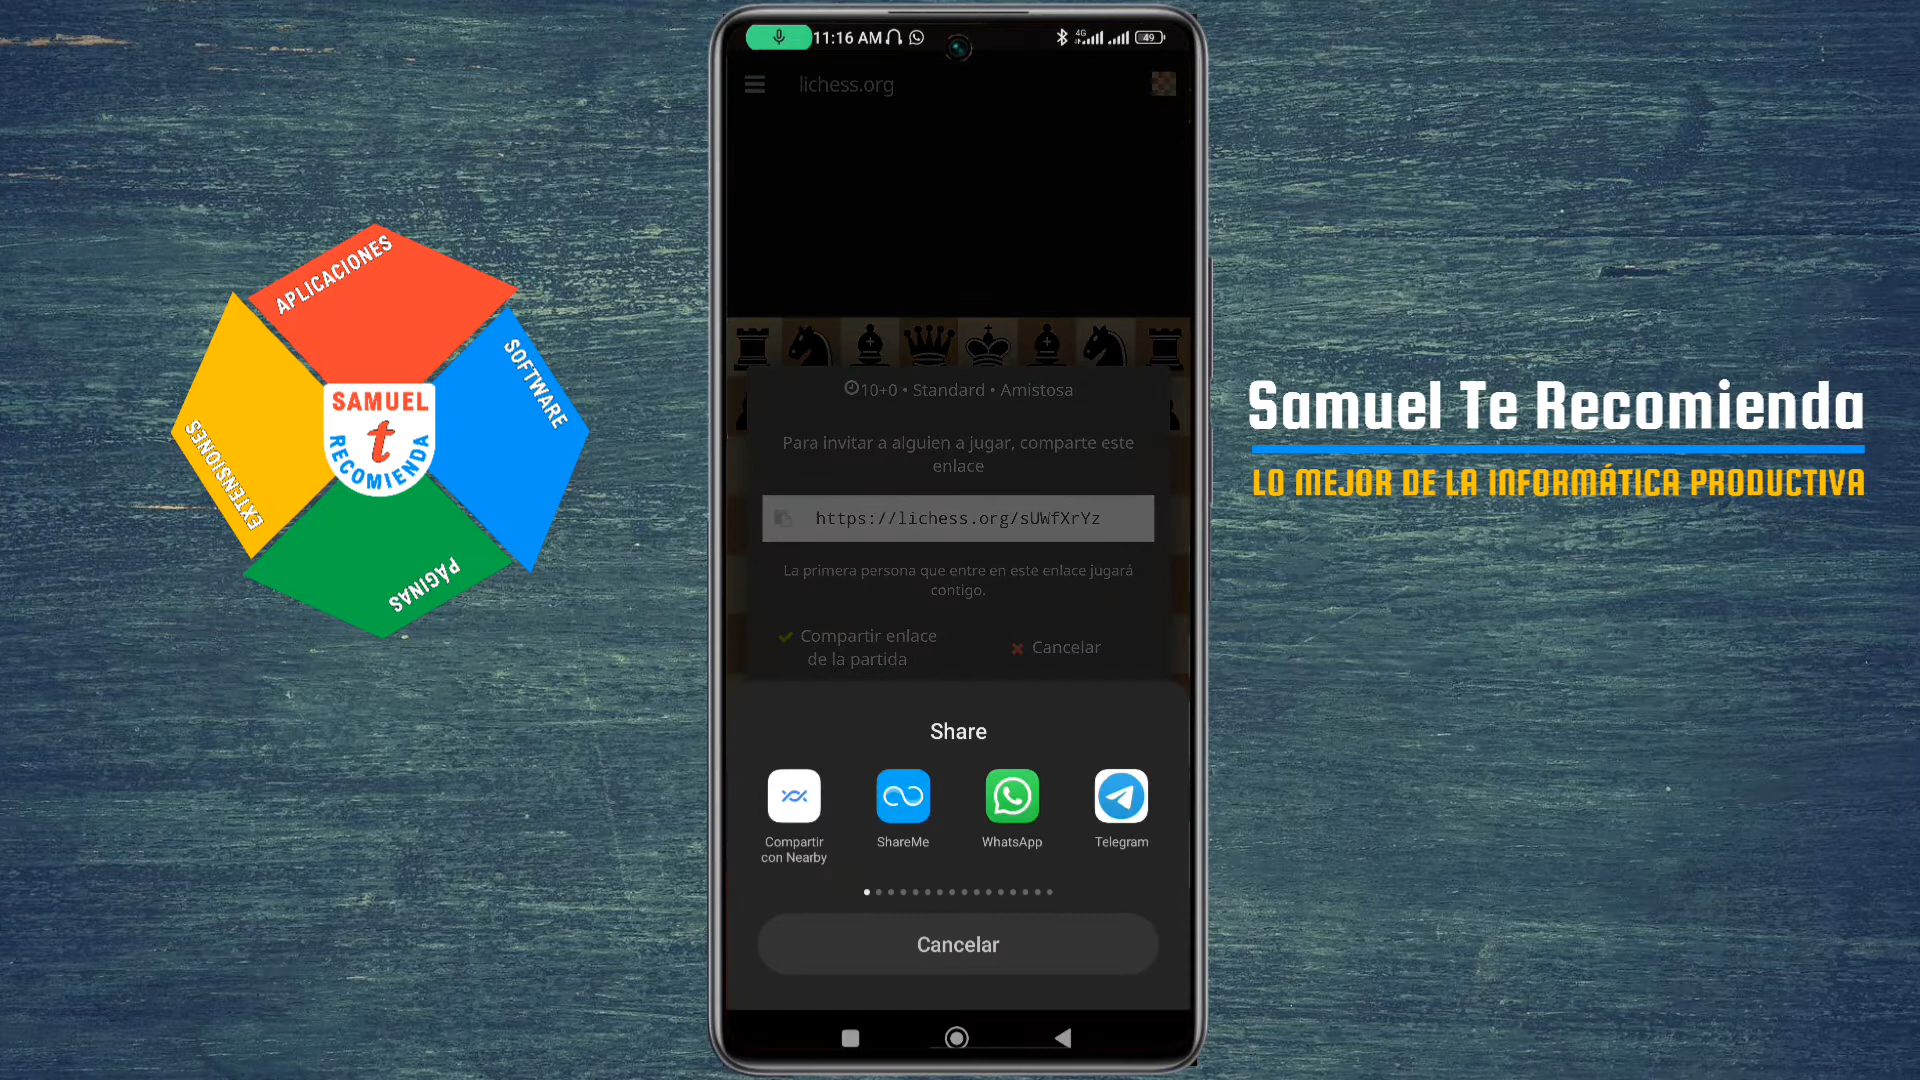 APLICACIONES
SOFTWARE
EXTENSIONES
PÁGINAS
SAMUEL
t
RECOMIENDA
11:16 AM
4G
49
lichess.org
10+0 • Standard • Amistosa
Para invitar a alguien a jugar, comparte este
enlace
https://lichess.org/sUWfXrYz
La primera persona que entre en este enlace jugará
contigo.
Compartir enlace
de la partida
Cancelar
Share
Compartir
con Nearby
ShareMe
WhatsApp
Telegram
Cancelar
Samuel Te Recomienda
LO MEJOR DE LA INFORMÁTICA PRODUCTIVA